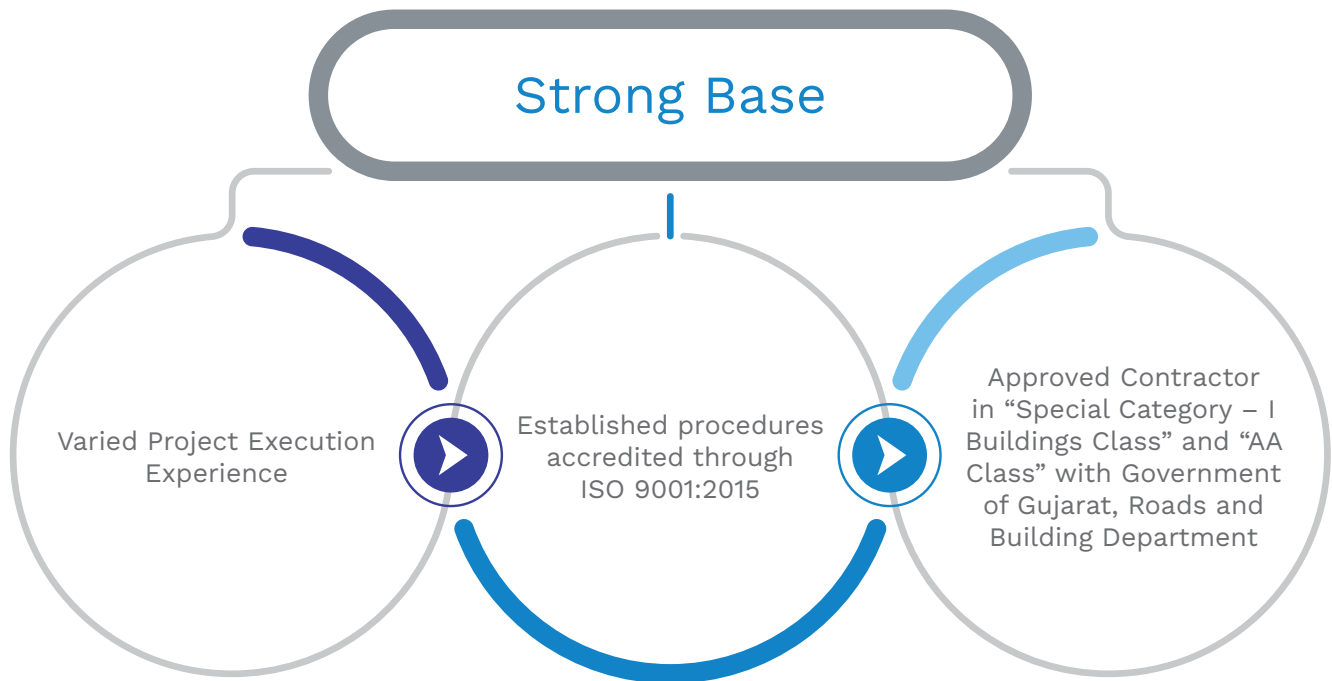 Strong Base
Varied Project Execution
Experience
Established procedures
accredited through
ISO 9001:2015
Approved Contractor
in “Special Category – I
Buildings Class” and “AA
Class” with Government
of Gujarat, Roads and
Building Department